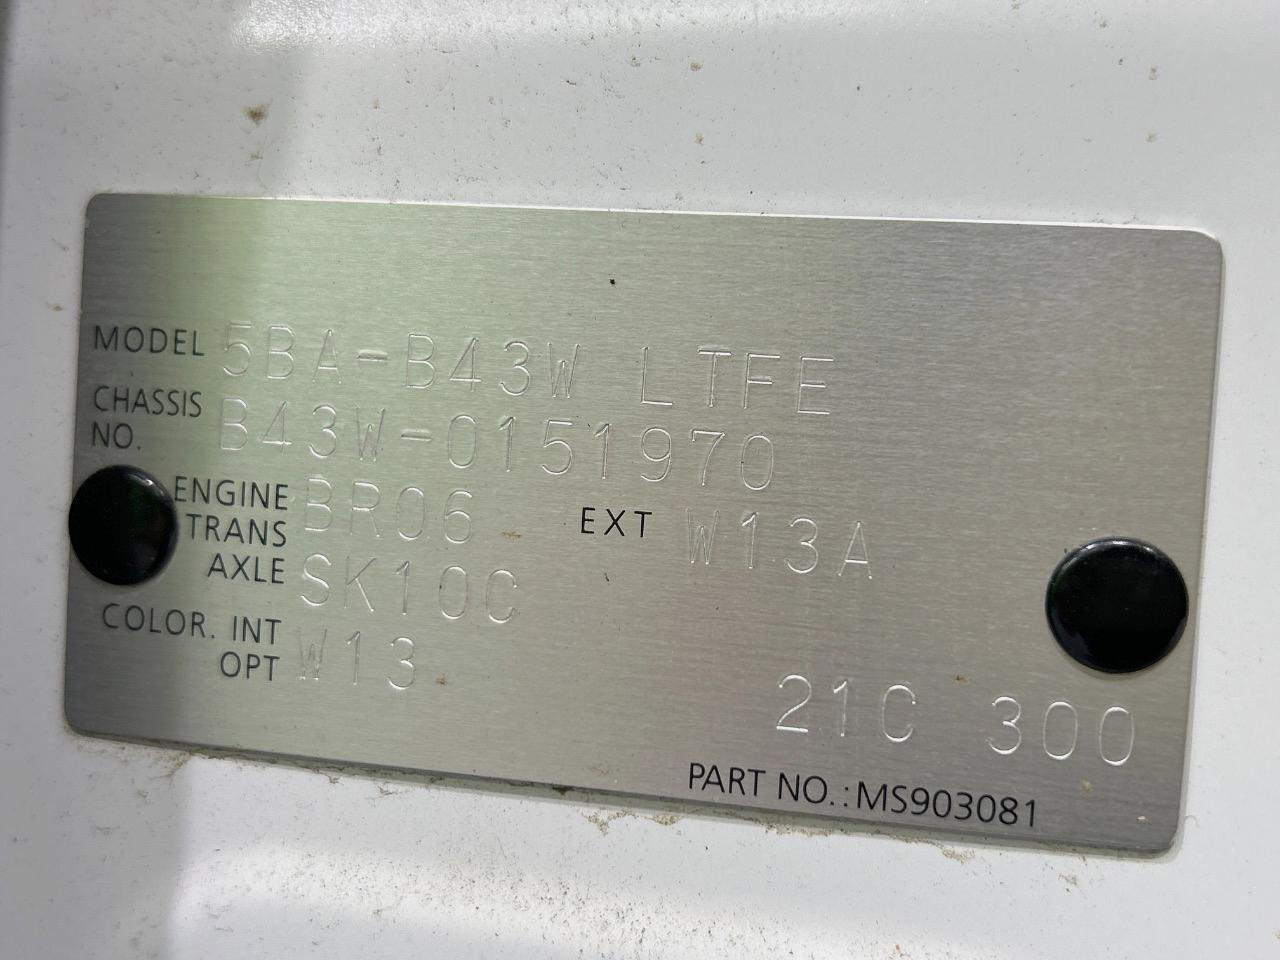 MODEL 5BA-B43W LTFE
CHASSIS NO. B43W-0151970
ENGINE BR06 EXT W13A
TRANS AXLE SK10C
COLOR. INT OPT W13
21C 300
PART NO.:MS903081